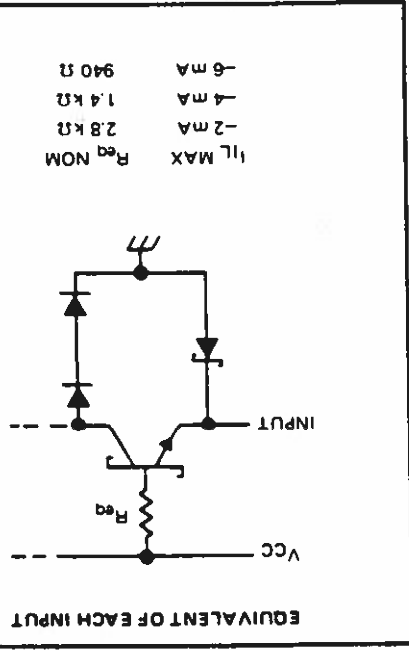 EQUIVALENT OF EACH INPUT
VCC
Req
INPUT
IIL MAX Req NOM
−2 mA 2.8 kΩ
−4 mA 1.4 kΩ
−6 mA 940 Ω